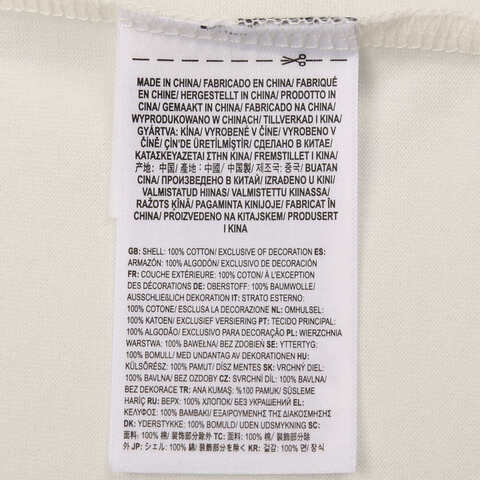 MADE IN CHINA/ FABRICADO EN CHINA/ FABRIQUÉ
EN CHINE/ HERGESTELLT IN CHINA/ PRODOTTO IN
CINA/ GEMAAKT IN CHINA/ FABRICADO NA CHINA/
WYPRODUKOWANO W CHINACH/ TILLVERKAD I KINA/
GYÁRTVA: KÍNA/ VYROBENÉ V ČÍNE/ VYROBENO V
ČÍNĚ/ ÇİN'DE ÜRETİLMİŞTİR/ СДЕЛАНО В КИТАЕ/
ΚΑΤΑΣΚΕΥΑΖΕΤΑΙ ΣΤΗΝ ΚΙΝΑ/ FREMSTILLET I KINA/
产地: 中国/ 產地: 中國/ 中国製/ 제조국: 중국/ BUATAN
CINA/ ПРОИЗВЕДЕНО В КИТАЙ/ IZRAĐENO U KINI/
VALMISTATUD HIINAS/ VALMISTETTU KIINASSA/
RAŽOTS ĶĪNĀ/ PAGAMINTA KINIJOJE/ FABRICAT ÎN
CHINA/ PROIZVEDENO NA KITAJSKEM/ PRODUSERT
I KINA
GB: SHELL: 100% COTTON/ EXCLUSIVE OF DECORATION ES:
ARMAZÓN: 100% ALGODÓN/ EXCLUSIVO DE DECORACIÓN
FR: COUCHE EXTÉRIEURE: 100% COTON/ À L'EXCEPTION
DES DÉCORATIONS DE: OBERSTOFF: 100% BAUMWOLLE/
AUSSCHLIEßLICH DEKORATION IT: STRATO ESTERNO:
100% COTONE/ ESCLUSA LA DECORAZIONE NL: OMHULSEL:
100% KATOEN/ EXCLUSIEF VERSIERING PT: TECIDO PRINCIPAL:
100% ALGODÃO/ EXCLUSIVO PARA DECORAÇÃO PL: WIERZCHNIA
WARSTWA: 100% BAWEŁNA/ BEZ ZDOBIEŃ SE: YTTERTYG:
100% BOMULL/ MED UNDANTAG AV DEKORATIONEN HU:
KÜLSŐRÉSZ: 100% PAMUT/ DÍSZ MENTES SK: VRCHNÝ DIEL:
100% BAVLNA/ BEZ OZDOBY CZ: SVRCHNÍ DÍL: 100% BAVLNA/
BEZ DEKORACE TR: ANA KUMAŞ: % 100 PAMUK/ SÜSLEME
HARİÇ RU: ВЕРХ: 100% ХЛОПОК/ БЕЗ УКРАШЕНИЙ EL:
ΚΕΛΥΦΟΣ: 100% ΒΑΜΒΑΚΙ/ ΕΞΑΙΡΟΥΜΕΝΗΣ ΤΗΣ ΔΙΑΚΟΣΜΗΣΗΣ
DK: YDERSTYKKE: 100% BOMULD/ UDEN UDSMYKNING SC:
面料: 100% 棉/ 装饰部分除外 TC: 面料: 100% 棉/ 裝飾部分除
外 JP: シェル: 100% 綿/ 装飾部分を除く KR: 겉감: 100% 면/ 장식